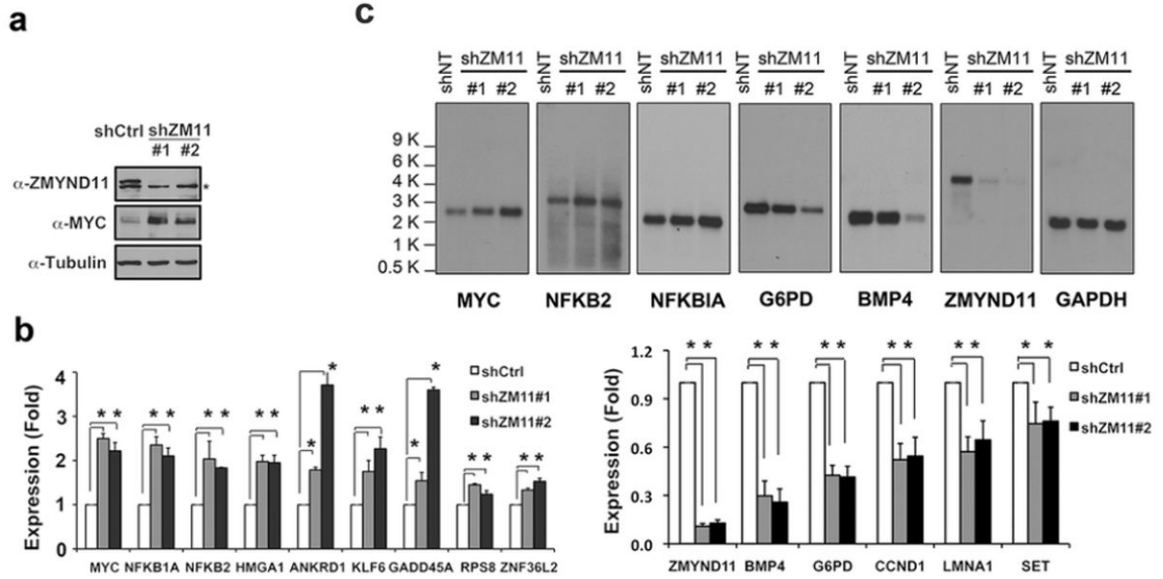 a
shCtrl shZM11
#1 #2
α-ZMYND11
*
α-MYC
α-Tubulin
c
shNT shZM11 shNT shZM11 shNT shZM11 shNT shZM11 shNT shZM11 shNT shZM11 shNT shZM11
#1 #2 #1 #2 #1 #2 #1 #2 #1 #2 #1 #2 #1 #2
9 K
6 K
4 K
3 K
2 K
1 K
0.5 K
MYC NFKB2 NFKBIA G6PD BMP4 ZMYND11 GAPDH
b
Expression (Fold)
4
3
2
1
0
* * * * * * * * * * * * * * * * * *
shCtrl
shZM11#1
shZM11#2
MYC NFKB1A NFKB2 HMGA1 ANKRD1 KLF6 GADD45A RPS8 ZNF36L2
Expression (Fold)
1.2
0.9
0.6
0.3
0.0
* * * * * * * * * * * *
shCtrl
shZM11#1
shZM11#2
ZMYND11 BMP4 G6PD CCND1 LMNA1 SET